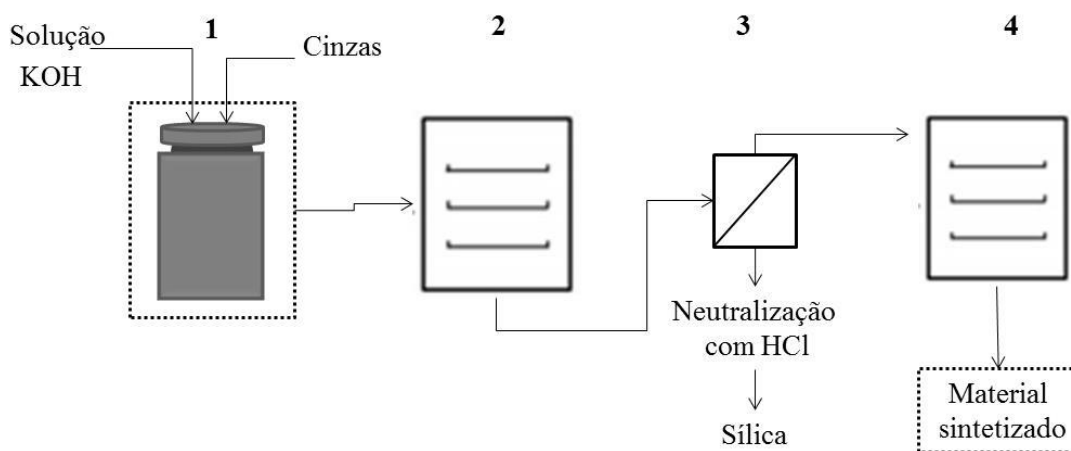 1
2
3
4
Solução
KOH
Cinzas
Neutralização
com HCl
Sílica
Material
sintetizado